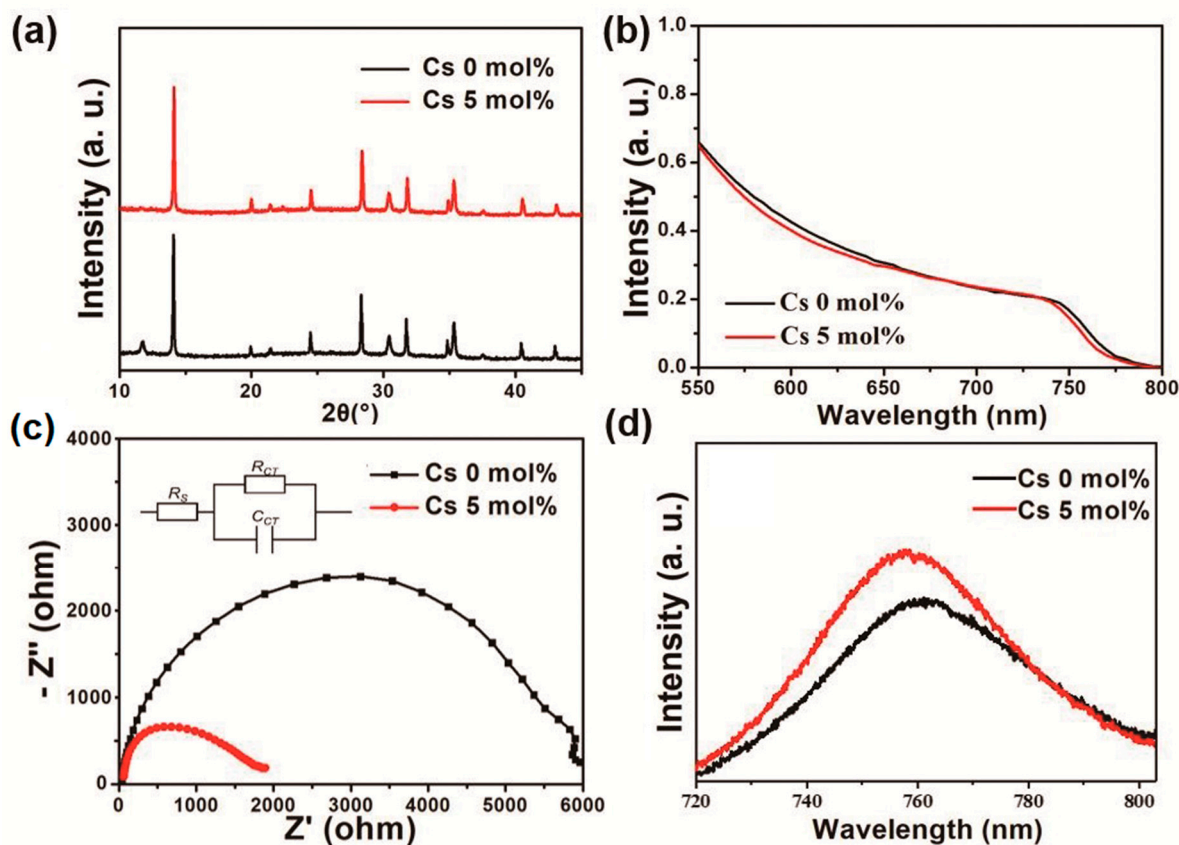 (a)
Cs 0 mol%
Cs 5 mol%
Intensity (a. u.)
10 20 30 40
2θ(°)
(b)
1.0
0.8
0.6
0.4
0.2
0.0
Intensity (a. u.)
Cs 0 mol%
Cs 5 mol%
550 600 650 700 750 800
Wavelength (nm)
(c)
4000
3000
2000
1000
0
- Z'' (ohm)
R_S
R_CT
C_CT
Cs 0 mol%
Cs 5 mol%
0 1000 2000 3000 4000 5000 6000
Z' (ohm)
(d)
Cs 0 mol%
Cs 5 mol%
Intensity (a. u.)
720 740 760 780 800
Wavelength (nm)